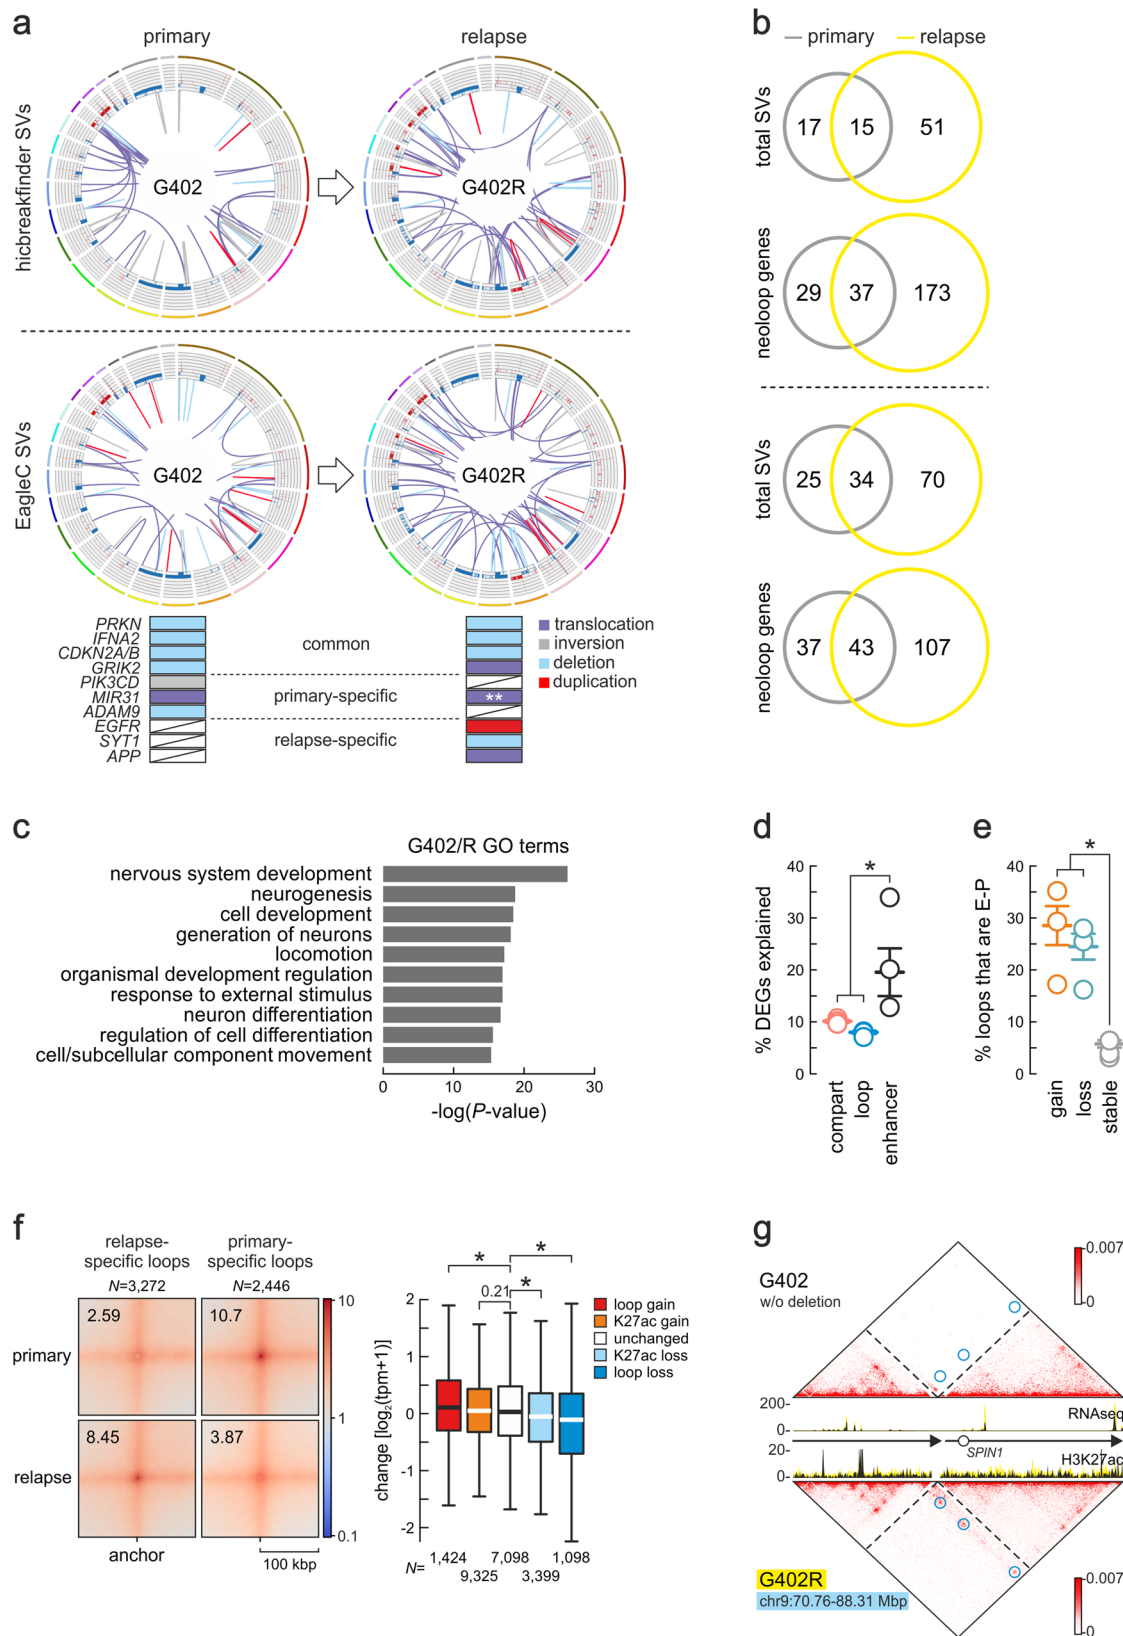 a
primary
relapse
hicbreakfinder SVs
G402
G402R
EagleC SVs
G402
G402R
PRKN
IFNA2
CDKN2A/B
GRIK2
PIK3CD
MIR31
ADAM9
EGFR
SYT1
APP
common
primary-specific
relapse-specific
**
translocation
inversion
deletion
duplication
b
primary
relapse
total SVs
17 15 51
neoloop genes
29 37 173
total SVs
25 34 70
neoloop genes
37 43 107
c
G402/R GO terms
nervous system development
neurogenesis
cell development
generation of neurons
locomotion
organismal development regulation
response to external stimulus
neuron differentiation
regulation of cell differentiation
cell/subcellular component movement
0 10 20 30
-log(P-value)
d
% DEGs explained
40
30
20
10
0
*
compart
loop
enhancer
e
% loops that are E-P
40
30
20
10
0
*
gain
loss
stable
f
relapse-
specific loops
N=3,272
primary-
specific loops
N=2,446
primary
2.59
10.7
relapse
8.45
3.87
10
1
0.1
anchor
100 kbp
change [log2(tpm+1)]
2
1
0
-1
-2
* *
0.21 *
loop gain
K27ac gain
unchanged
K27ac loss
loop loss
N=
1,424 7,098 1,098
9,325 3,399
g
G402
w/o deletion
0.007
0
200
0
RNAseq
SPIN1
20
0
H3K27ac
G402R
chr9:70.76-88.31 Mbp
0.007
0